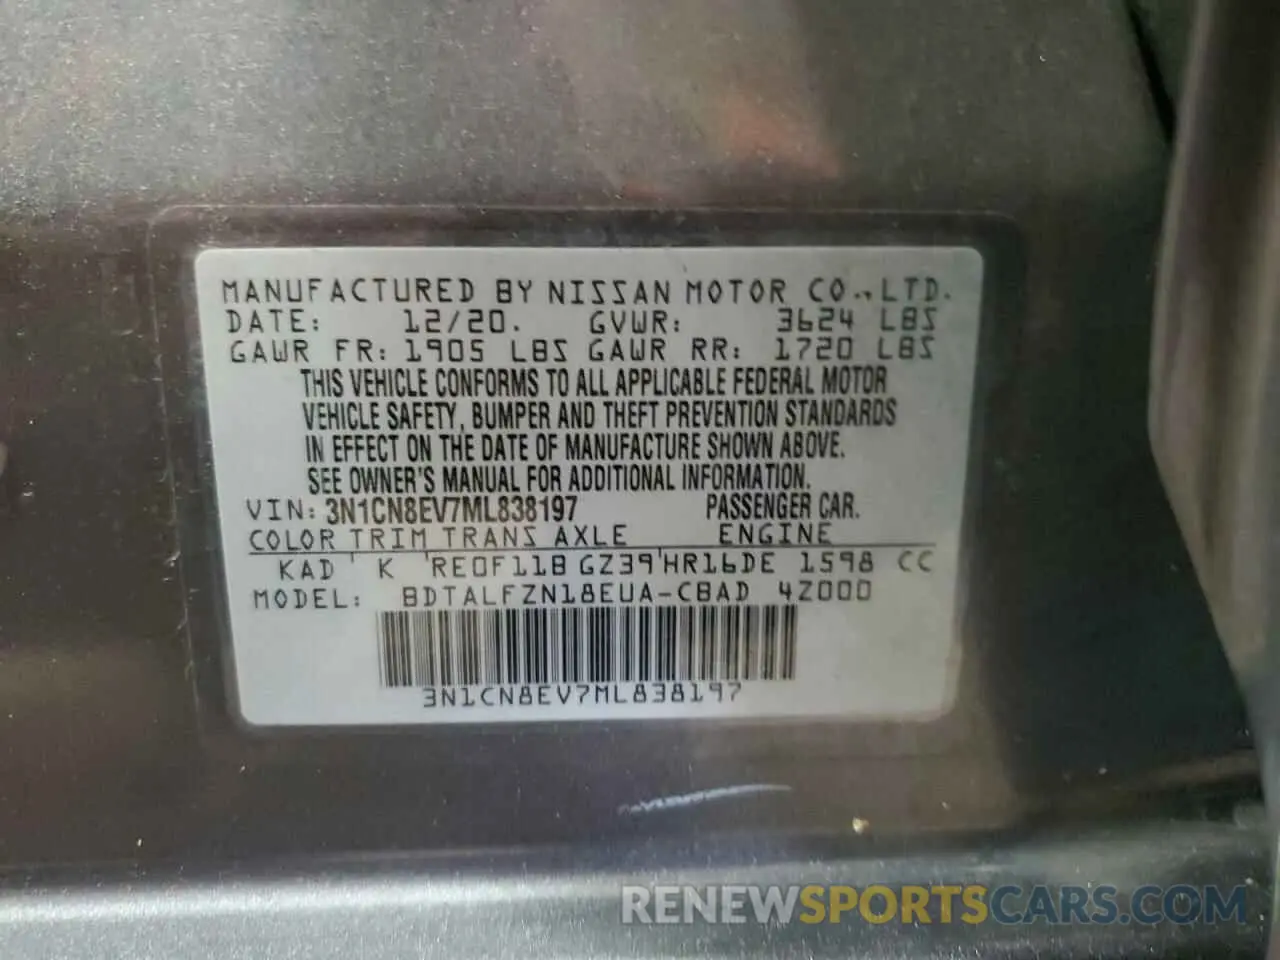 MANUFACTURED BY NISSAN MOTOR CO., LTD.
DATE: 12/20. GVWR: 3624 LBS
GAWR FR: 1905 LBS GAWR RR: 1720 LBS
THIS VEHICLE CONFORMS TO ALL APPLICABLE FEDERAL MOTOR
VEHICLE SAFETY, BUMPER AND THEFT PREVENTION STANDARDS
IN EFFECT ON THE DATE OF MANUFACTURE SHOWN ABOVE.
SEE OWNER'S MANUAL FOR ADDITIONAL INFORMATION.
VIN: 3N1CN8EV7ML838197 PASSENGER CAR.
COLOR TRIM TRANS AXLE ENGINE
KAD K RE0F11B GZ39 HR16DE 1598 CC
MODEL: BDTALFZN18EUA-CBAD 4Z000
3N1CN8EV7ML838197
RENEWSPORTSCARS.COM